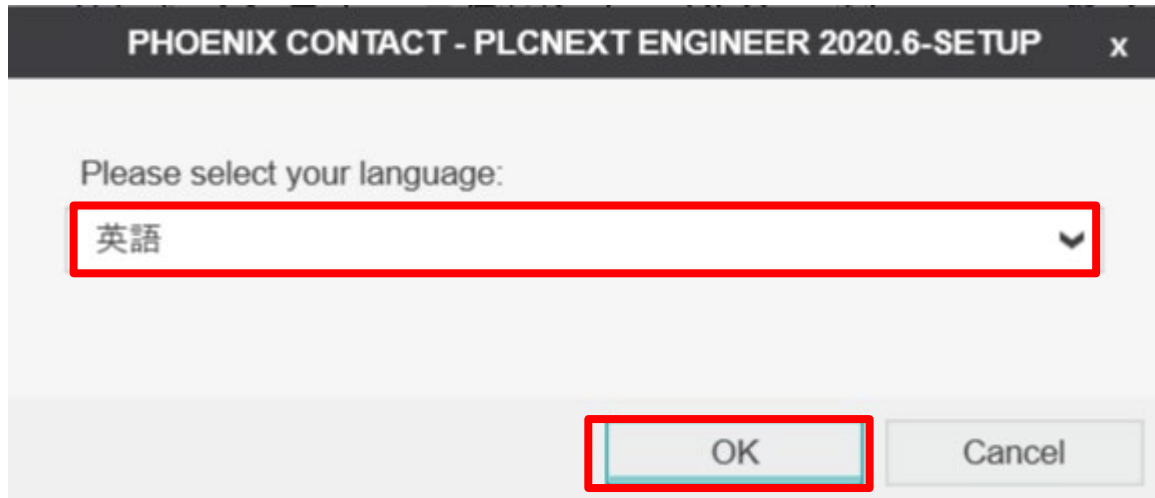 PHOENIX CONTACT - PLCNEXT ENGINEER 2020.6-SETUP x
Please select your language:
英語
OK Cancel